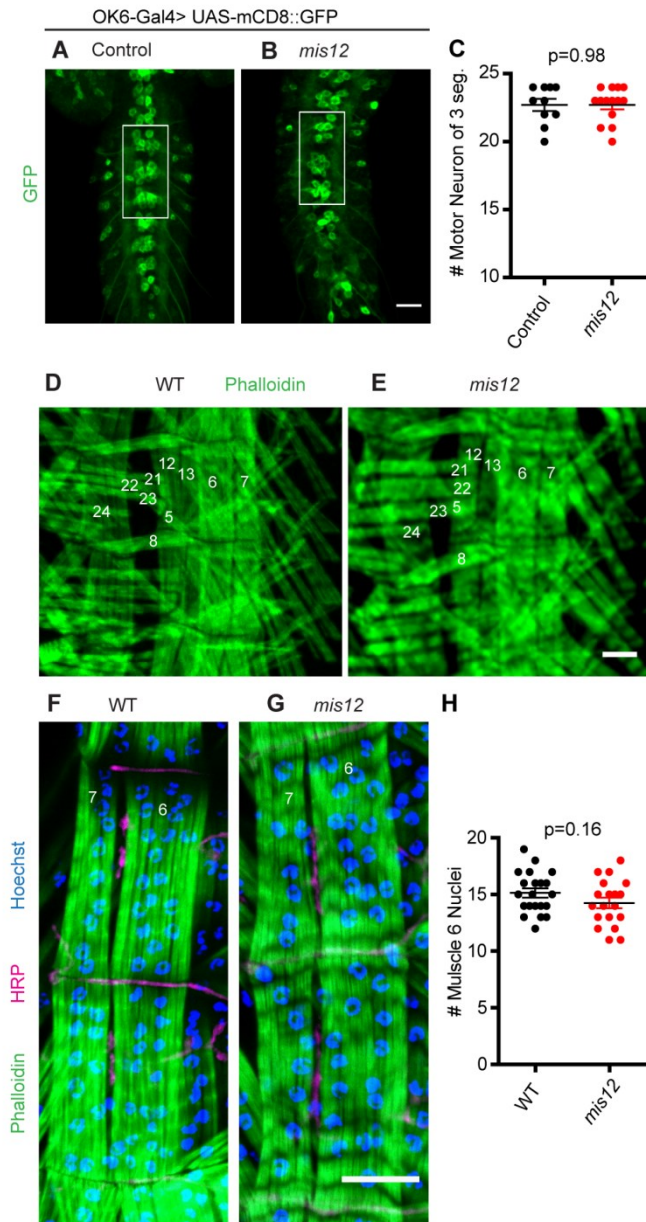 OK6-Gal4> UAS-mCD8::GFP
A Control
B mis12
C
p=0.98
GFP
# Motor Neuron of 3 seg.
25
20
15
10
Control
mis12
D WT Phalloidin
E mis12
12
21 13 6 7
22
23
24 5
8
12
13
21 6 7
22
5
23
24
8
F WT
G mis12
H
7 6
6
7
Phalloidin HRP Hoechst
p=0.16
# Mulscle 6 Nuclei
20
15
10
5
0
WT
mis12